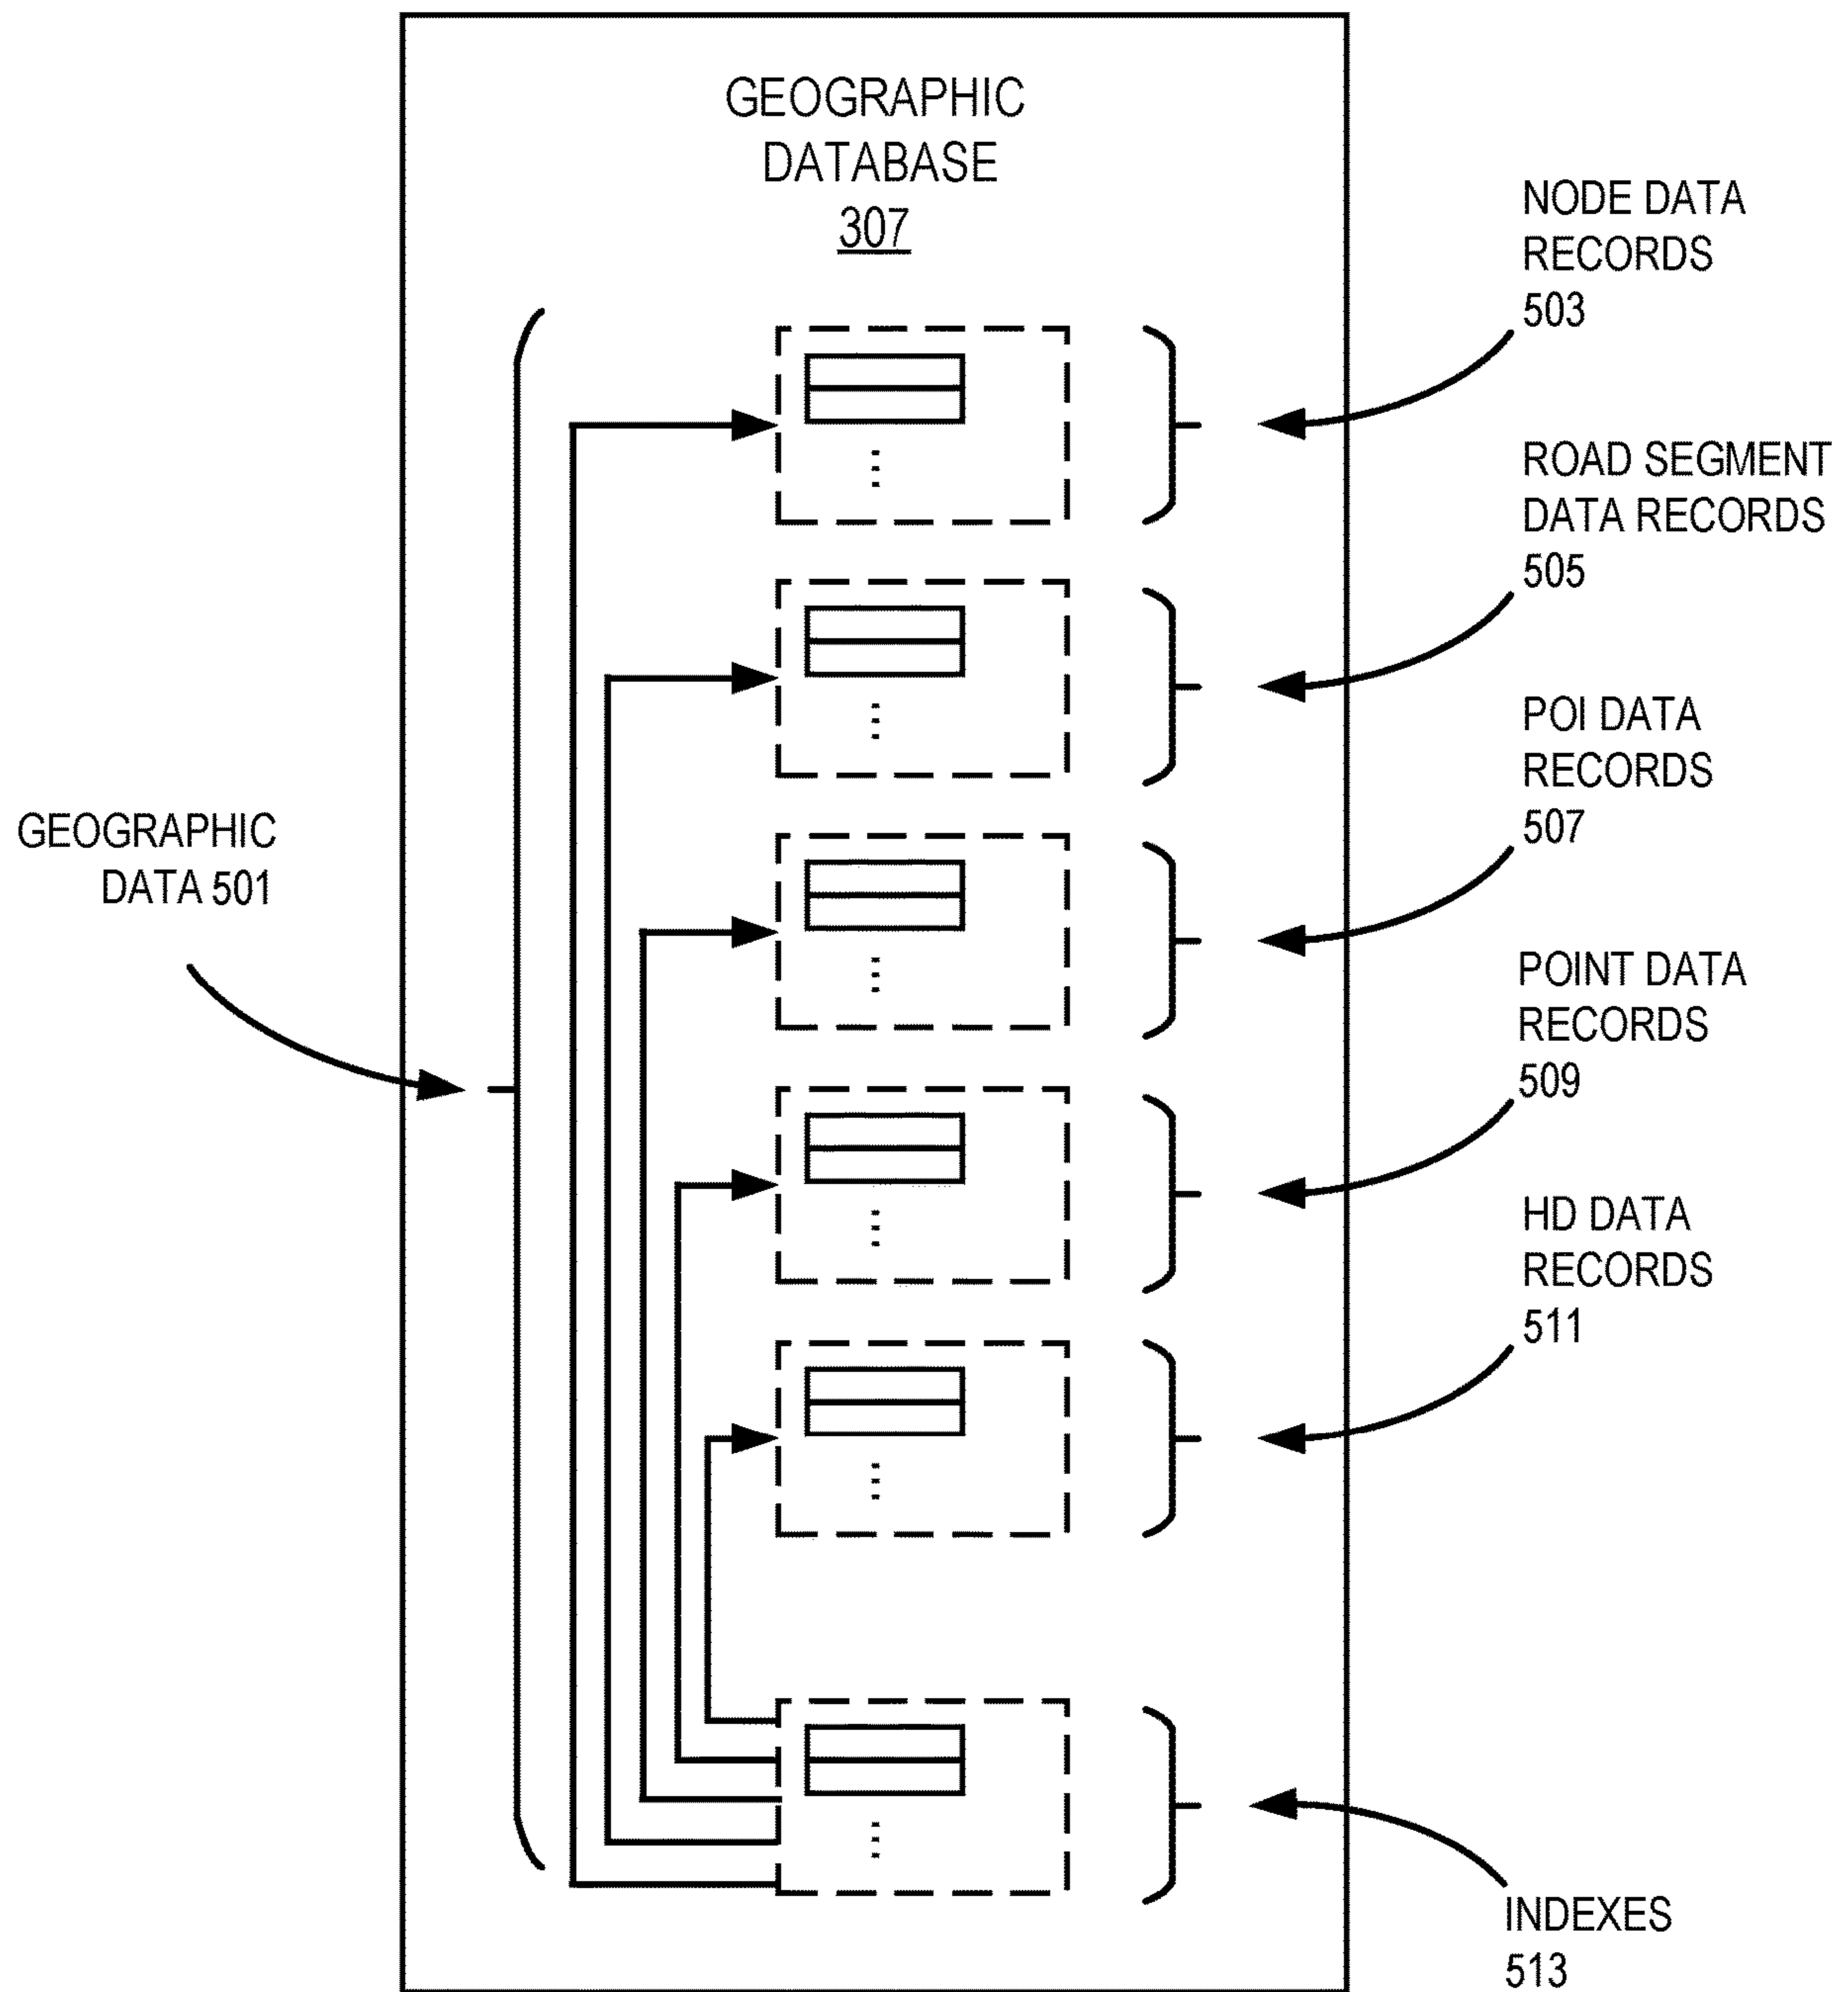 GEOGRAPHIC
DATABASE
307
NODE DATA
RECORDS
503
ROAD SEGMENT
DATA RECORDS
505
POI DATA
RECORDS
507
GEOGRAPHIC
DATA 501
POINT DATA
RECORDS
509
HD DATA
RECORDS
511
INDEXES
513